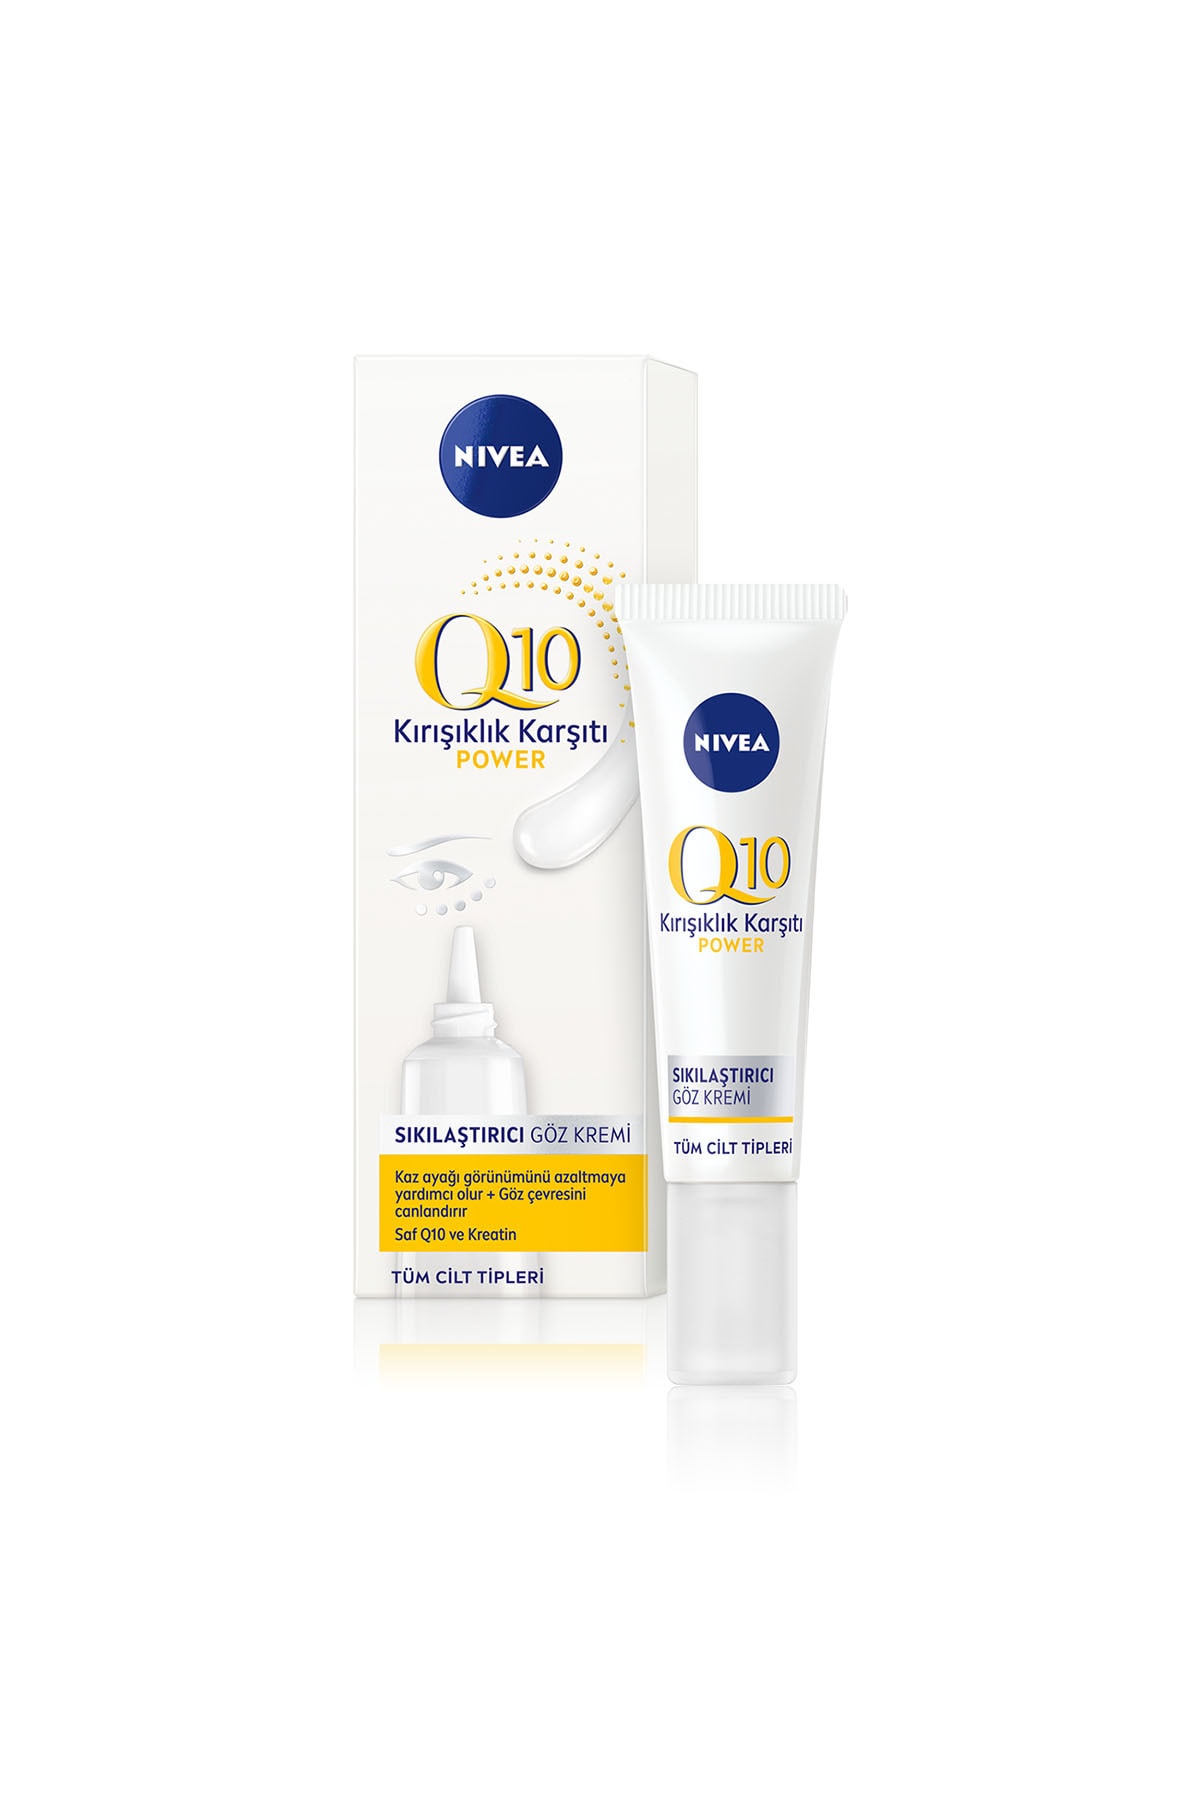 NIVEA
Q10
Kırışıklık Karşıtı
POWER
SIKILAŞTIRICI GÖZ KREMİ
Kaz ayağı görünümünü azaltmaya
yardımcı olur + Göz çevresini
canlandırır
Saf Q10 ve Kreatin
TÜM CİLT TİPLERİ
NIVEA
Q10
Kırışıklık Karşıtı
POWER
SIKILAŞTIRICI
GÖZ KREMİ
TÜM CİLT TİPLERİ